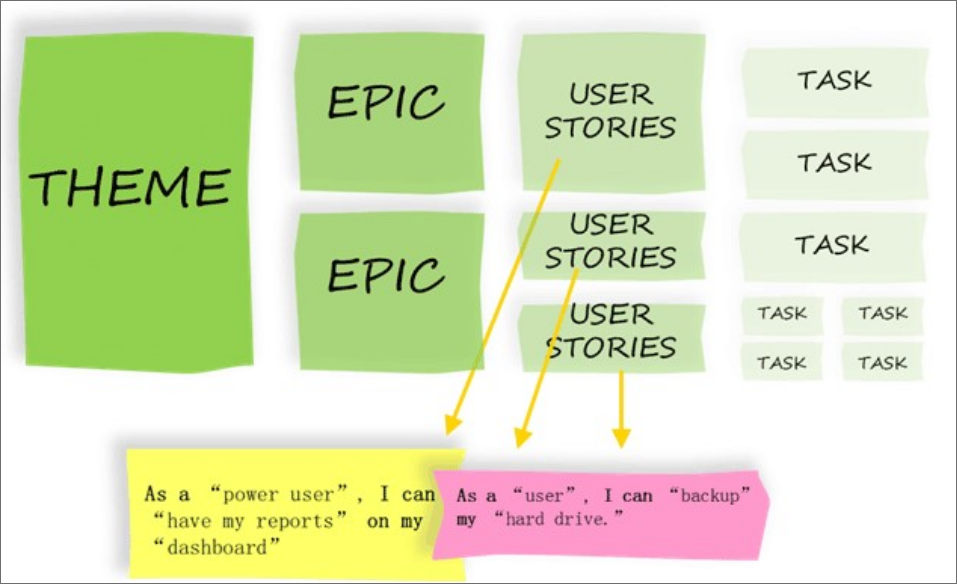 THEME
EPIC
EPIC
USER
STORIES
USER
STORIES
USER
STORIES
TASK
TASK
TASK
TASK
TASK
TASK
TASK
As a “power user”, I can
“have my reports” on my
“dashboard”
As a “user”, I can “backup”
my “hard drive.”